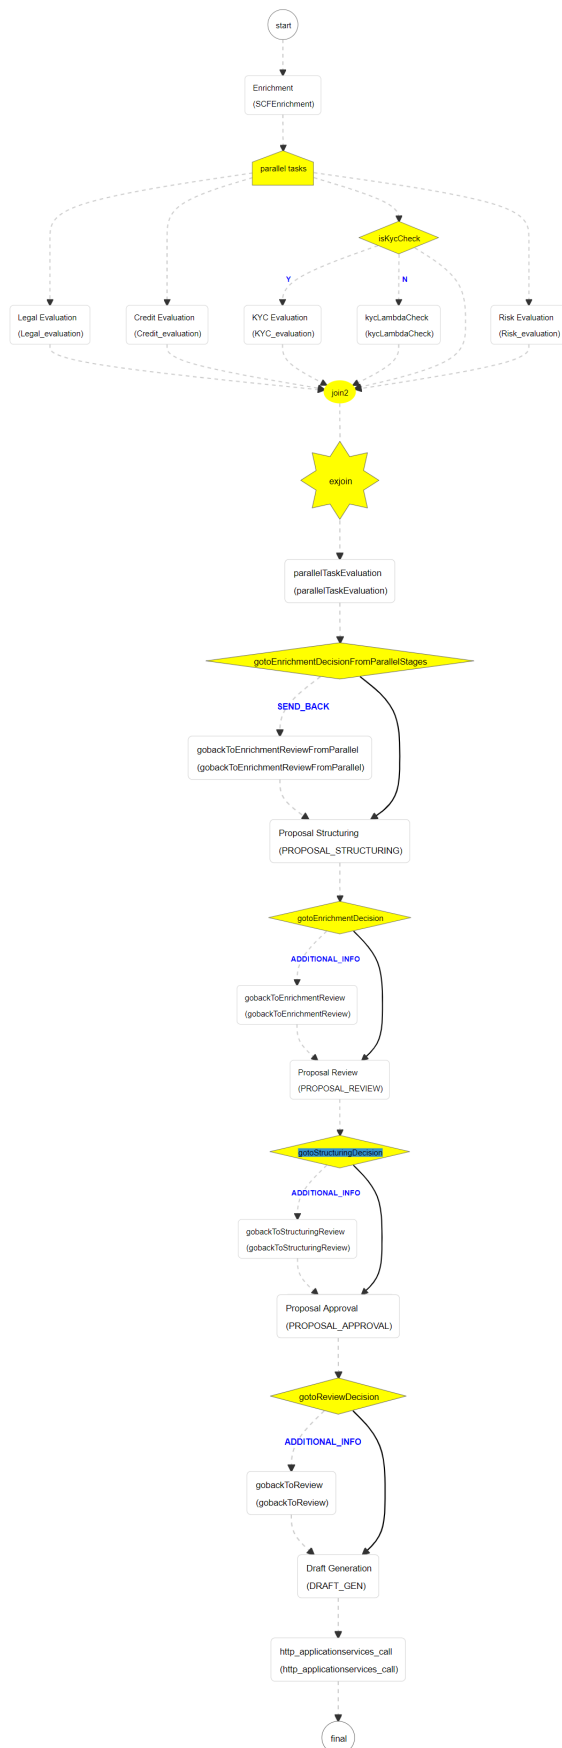 start
Enrichment
(SCFEnrichment)
parallel tasks
isKycCheck
Y
N
Legal Evaluation
(Legal_evaluation)
Credit Evaluation
(Credit_evaluation)
KYC Evaluation
(KYC_evaluation)
kycLambdaCheck
(kycLambdaCheck)
Risk Evaluation
(Risk_evaluation)
join2
exjoin
parallelTaskEvaluation
(parallelTaskEvaluation)
gotoEnrichmentDecisionFromParallelStages
SEND_BACK
gobackToEnrichmentReviewFromParallel
(gobackToEnrichmentReviewFromParallel)
Proposal Structuring
(PROPOSAL_STRUCTURING)
gotoEnrichmentDecision
ADDITIONAL_INFO
gobackToEnrichmentReview
(gobackToEnrichmentReview)
Proposal Review
(PROPOSAL_REVIEW)
gotoStructuringDecision
ADDITIONAL_INFO
gobackToStructuringReview
(gobackToStructuringReview)
Proposal Approval
(PROPOSAL_APPROVAL)
gotoReviewDecision
ADDITIONAL_INFO
gobackToReview
(gobackToReview)
Draft Generation
(DRAFT_GEN)
http_applicationservices_call
(http_applicationservices_call)
final